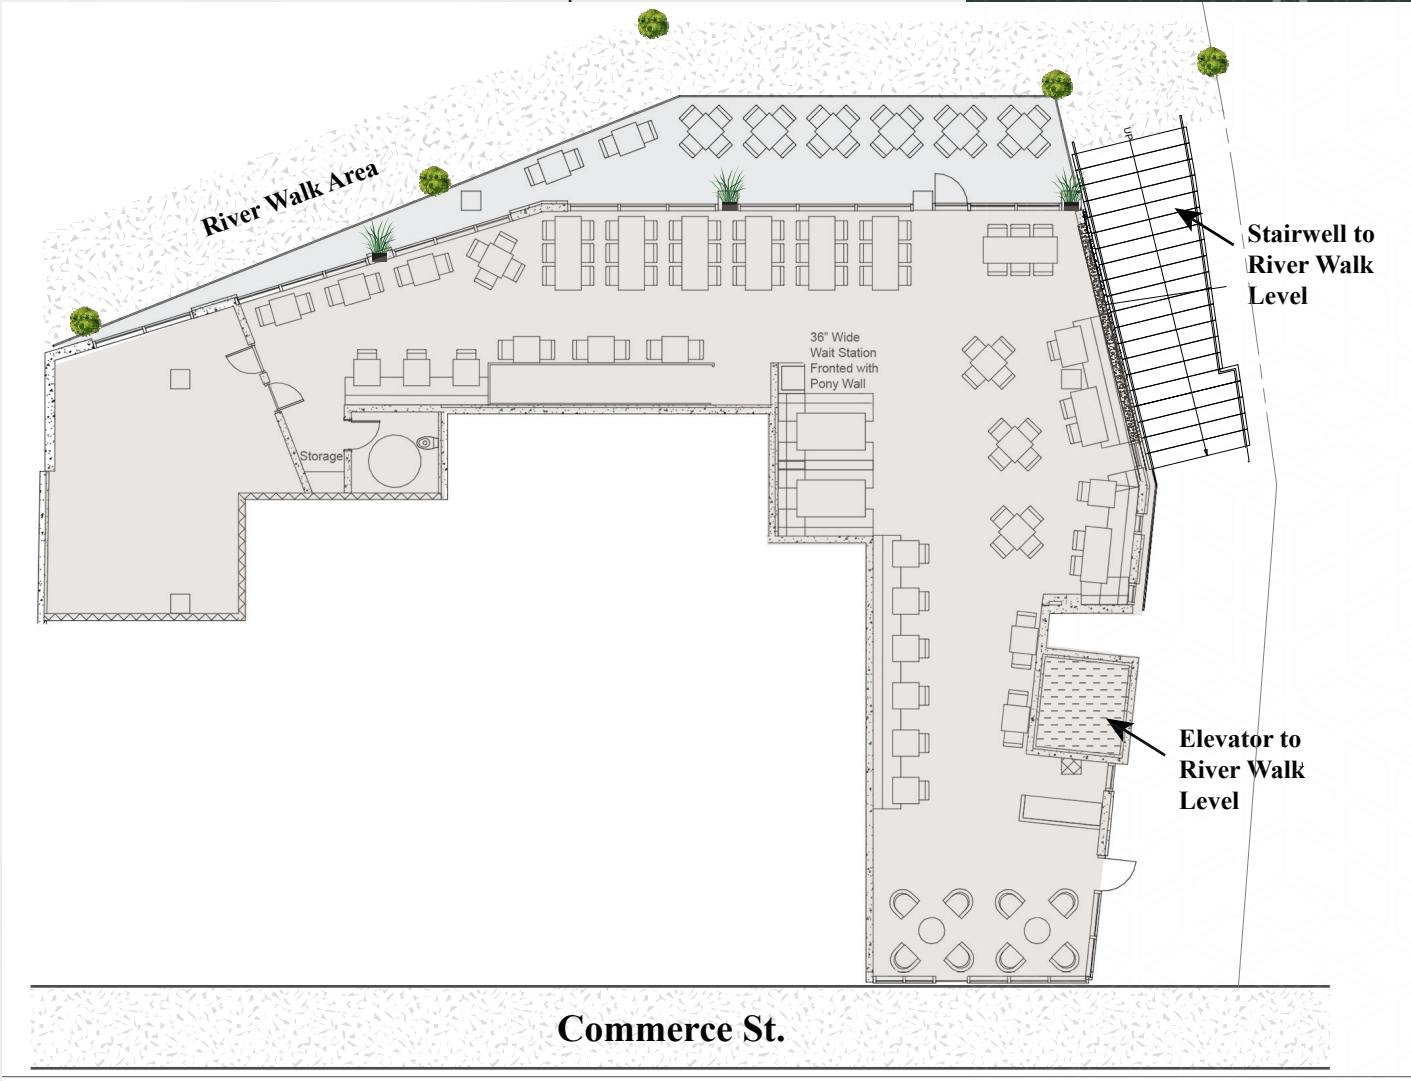 UP
River Walk Area
Stairwell to
River Walk
Level
36" Wide
Wait Station
Fronted with
Pony Wall
Storage
Elevator to
River Walk
Level
Commerce St.